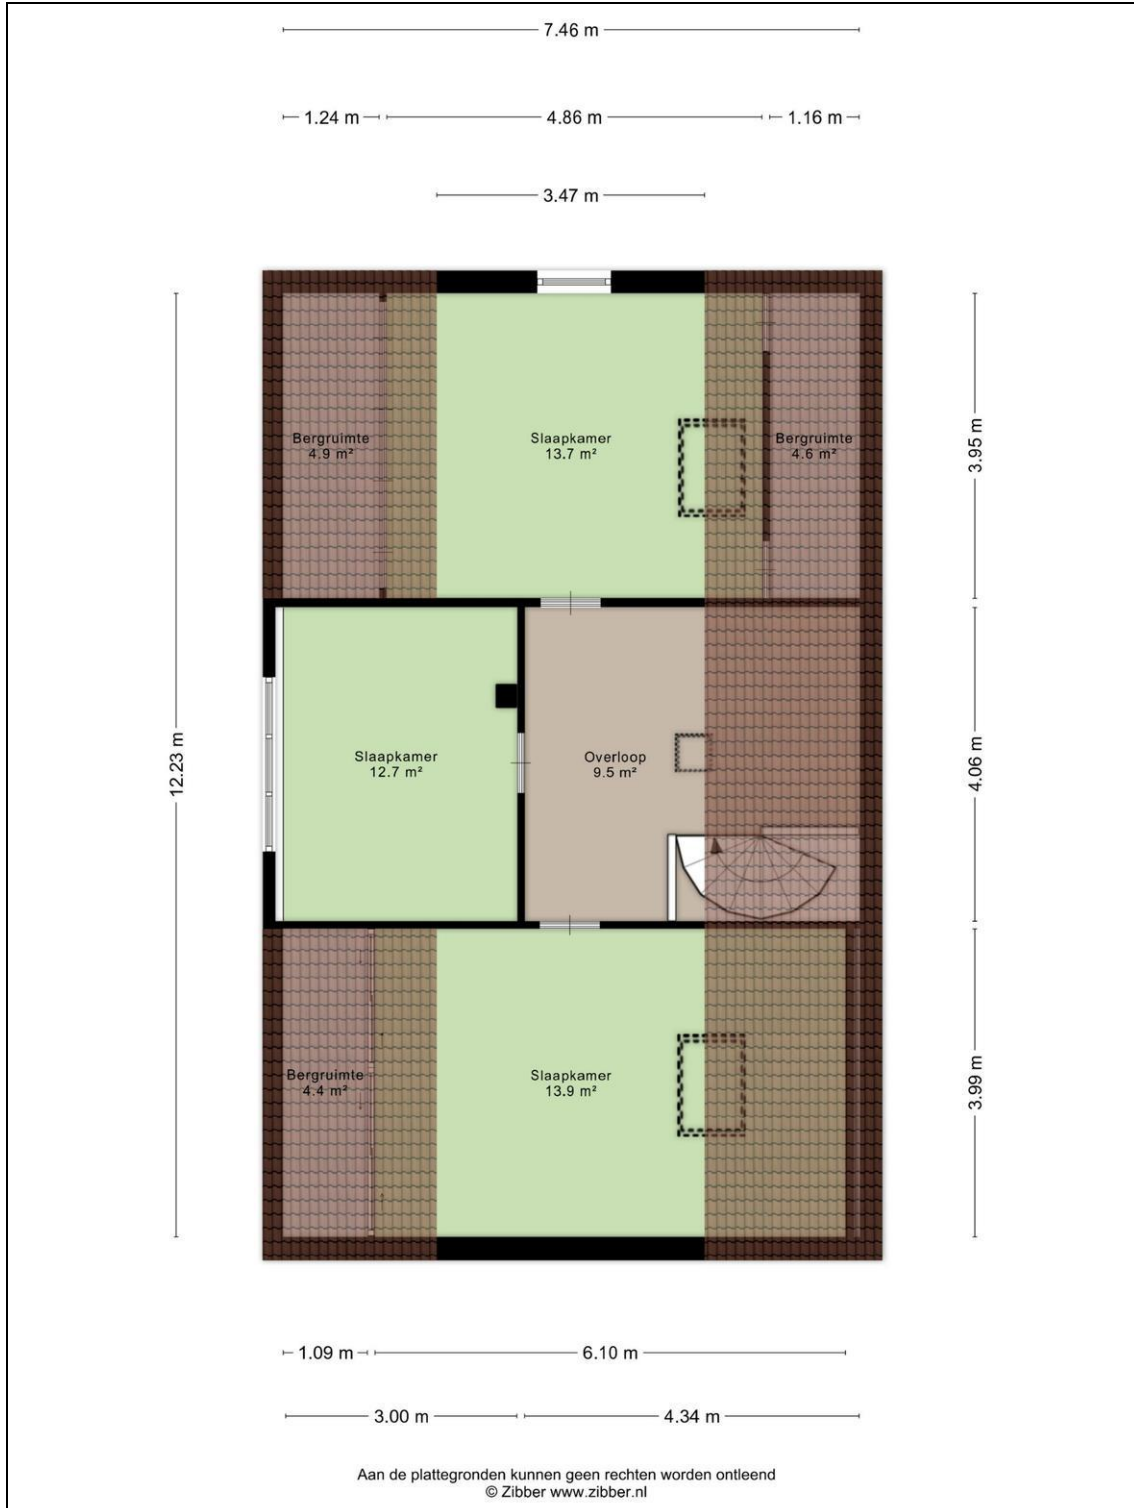 7.46 m
1.24 m
4.86 m
1.16 m
3.47 m
12.23 m
3.95 m
Bergruimte
4.9 m²
Slaapkamer
13.7 m²
Bergruimte
4.6 m²
Slaapkamer
12.7 m²
Overloop
9.5 m²
4.06 m
Bergruimte
4.4 m²
Slaapkamer
13.9 m²
3.99 m
1.09 m
6.10 m
3.00 m
4.34 m
Aan de plattegronden kunnen geen rechten worden ontleend
© Zibber www.zibber.nl